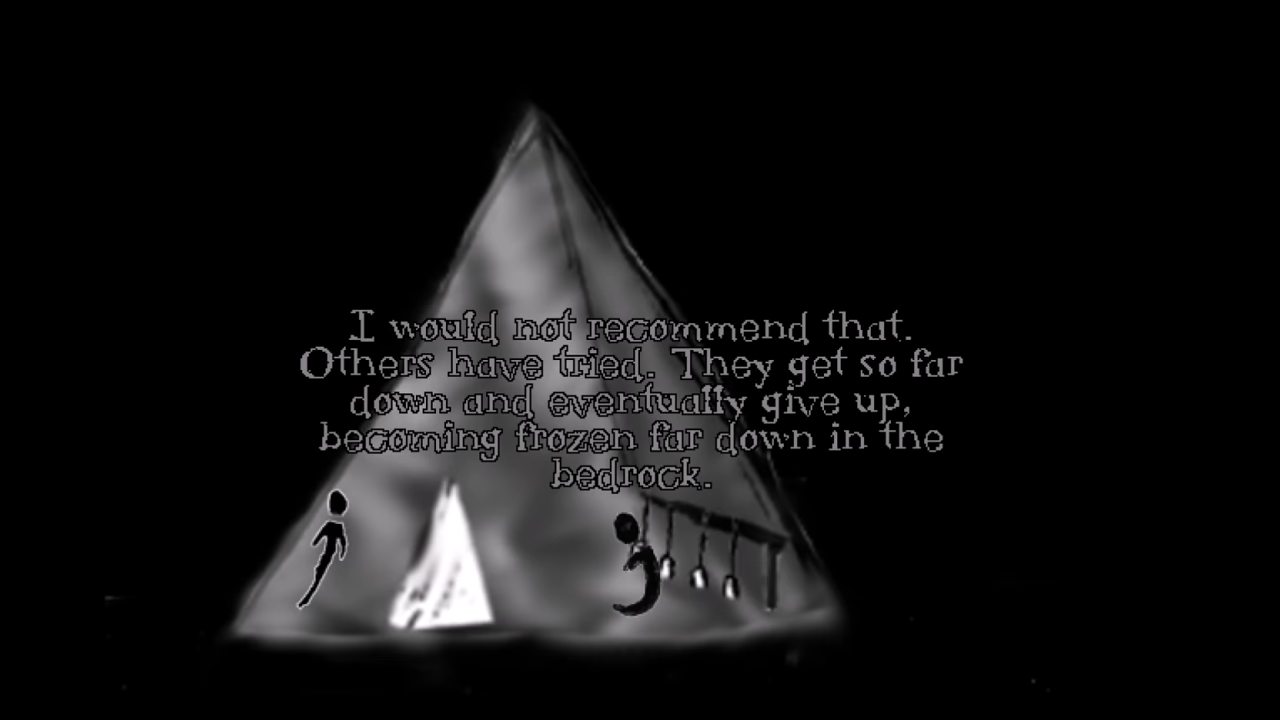 I would not recommend that.
Others have tried. They get so far
down and eventually give up,
becoming frozen far down in the
bedrock.